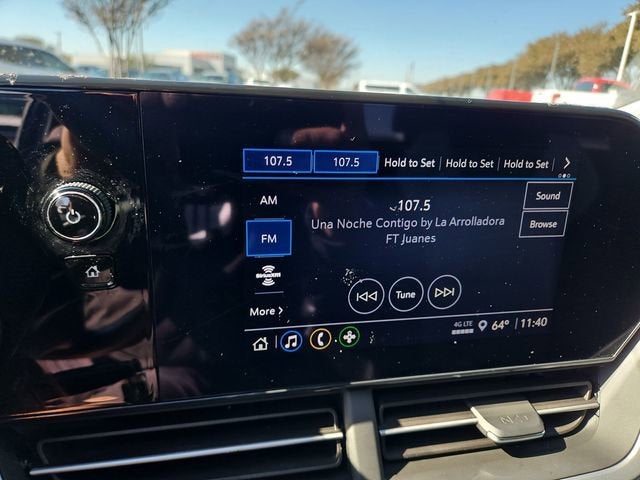 107.5 107.5 Hold to Set Hold to Set Hold to Set
AM
107.5
Sound
Una Noche Contigo by La Arrolladora
FT Juanes
Browse
FM
SiriusXM
Tune
More
4G LTE
64° 11:40